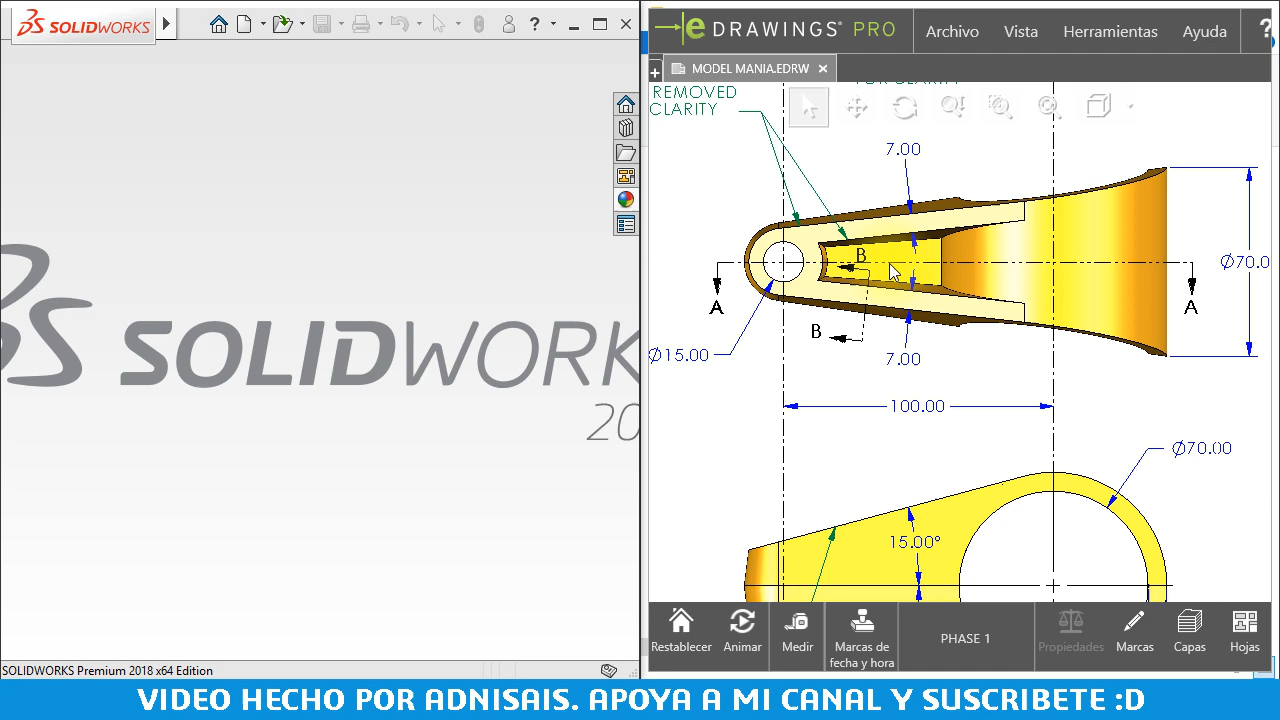 SOLIDWORKS
?
SOLIDWORKS
20
SOLIDWORKS Premium 2018 x64 Edition
eDRAWINGS® PRO
Archivo
Vista
Herramientas
Ayuda
?
MODEL MANIA.EDRW
REMOVED
CLARITY
7.00
Ø70.0
B
A
A
B
Ø15.00
7.00
100.00
Ø70.00
15.00°
Restablecer
Animar
Medir
Marcas de
fecha y hora
PHASE 1
Propiedades
Marcas
Capas
Hojas
VIDEO HECHO POR ADNISAIS. APOYA A MI CANAL Y SUSCRIBETE :D